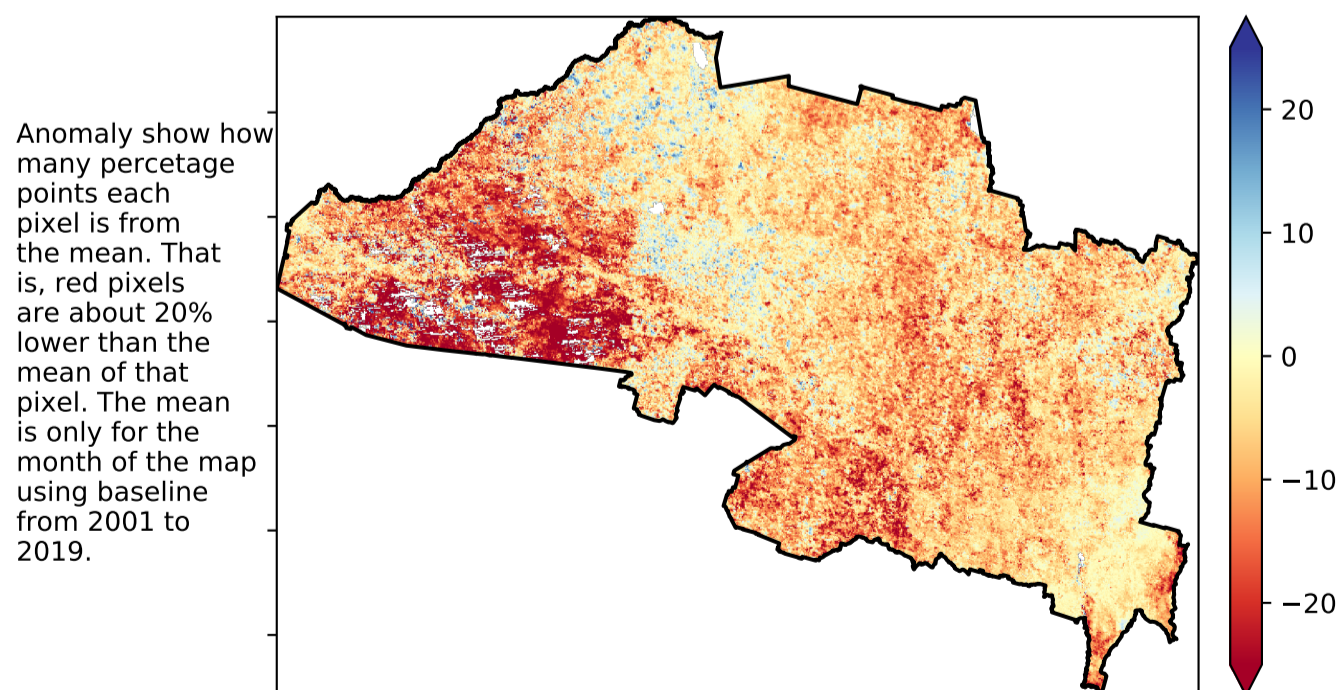 Anomaly show how
many percetage
points each
pixel is from
the mean. That
is, red pixels
are about 20%
lower than the
mean of that
pixel. The mean
is only for the
month of the map
using baseline
from 2001 to
2019.
20
10
0
−10
−20